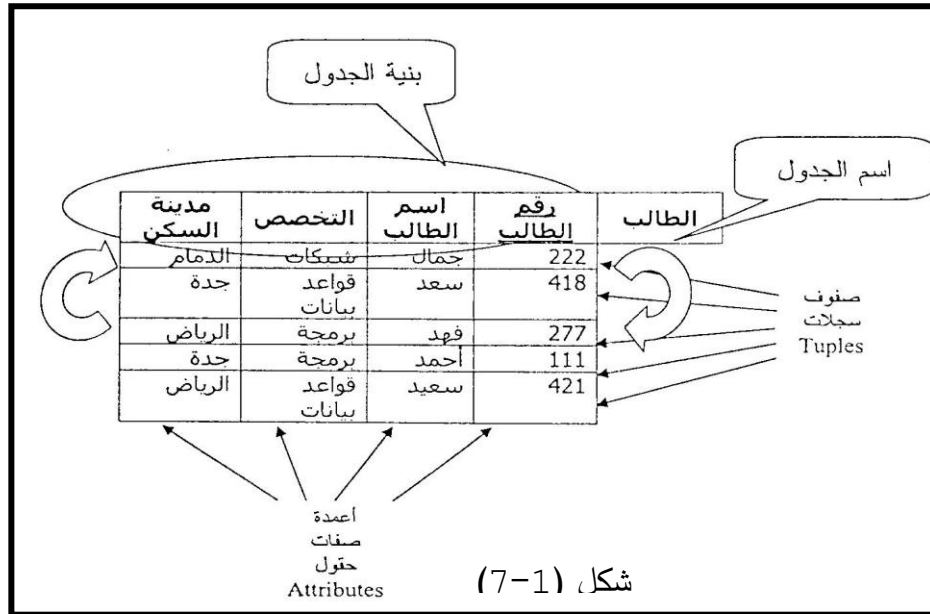 بنية الجدول
اسم الجدول
الطالب رقم الطالب اسم الطالب التخصص مدينة السكن
222 جمال شبكات الدمام
418 سعد قواعد بيانات جدة
277 فهد برمجة الرياض
111 أحمد برمجة جدة
421 سعيد قواعد بيانات الرياض
صفوف
سجلات
Tuples
أعمدة
صفات
حقول
Attributes
شكل (1-7)